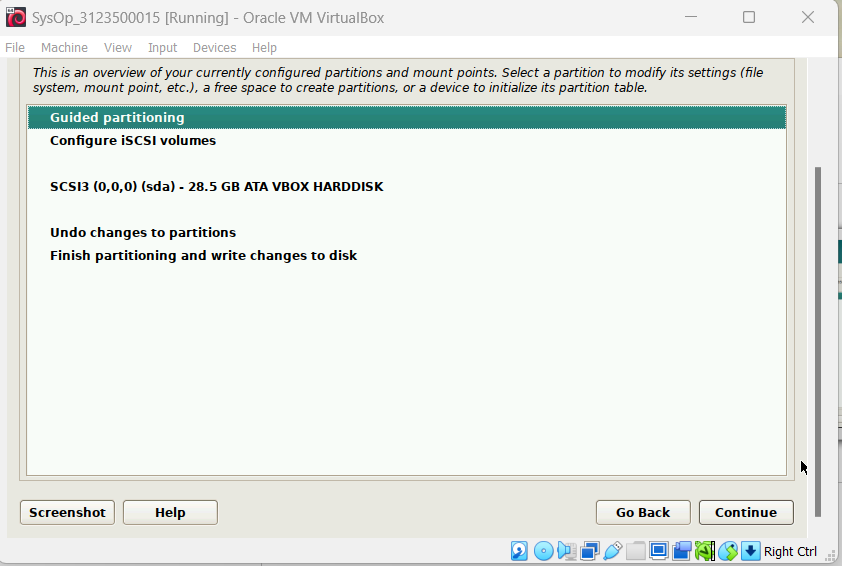 SysOp_3123500015 [Running] - Oracle VM VirtualBox
File Machine View Input Devices Help
This is an overview of your currently configured partitions and mount points. Select a partition to modify its settings (file
system, mount point, etc.), a free space to create partitions, or a device to initialize its partition table.
Guided partitioning
Configure iSCSI volumes
SCSI3 (0,0,0) (sda) - 28.5 GB ATA VBOX HARDDISK
Undo changes to partitions
Finish partitioning and write changes to disk
Screenshot Help Go Back Continue
Right Ctrl